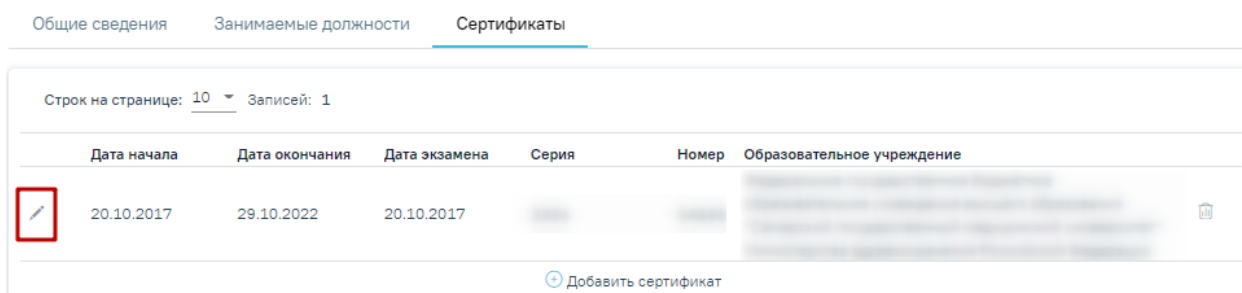 Общие сведения Занимаемые должности Сертификаты
Строк на странице: 10 Записей: 1
Дата начала Дата окончания Дата экзамена Серия Номер Образовательное учреждение
20.10.2017 29.10.2022 20.10.2017
Добавить сертификат